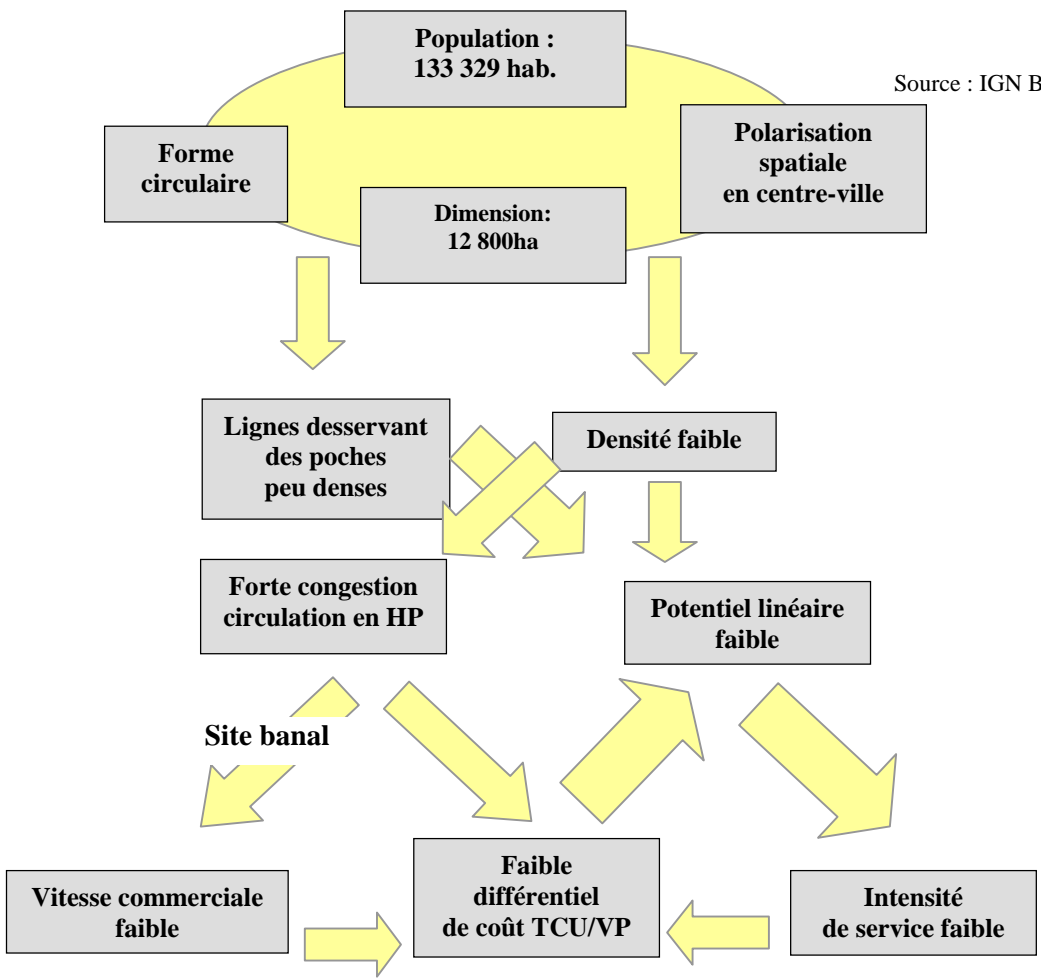 Population :
133 329 hab.
Source : IGN B
Forme
circulaire
Polarisation
spatiale
en centre-ville
Dimension:
12 800ha
Lignes desservant
des poches
peu denses
Densité faible
Forte congestion
circulation en HP
Potentiel linéaire
faible
Site banal
Vitesse commerciale
faible
Faible
différentiel
de coût TCU/VP
Intensité
de service faible